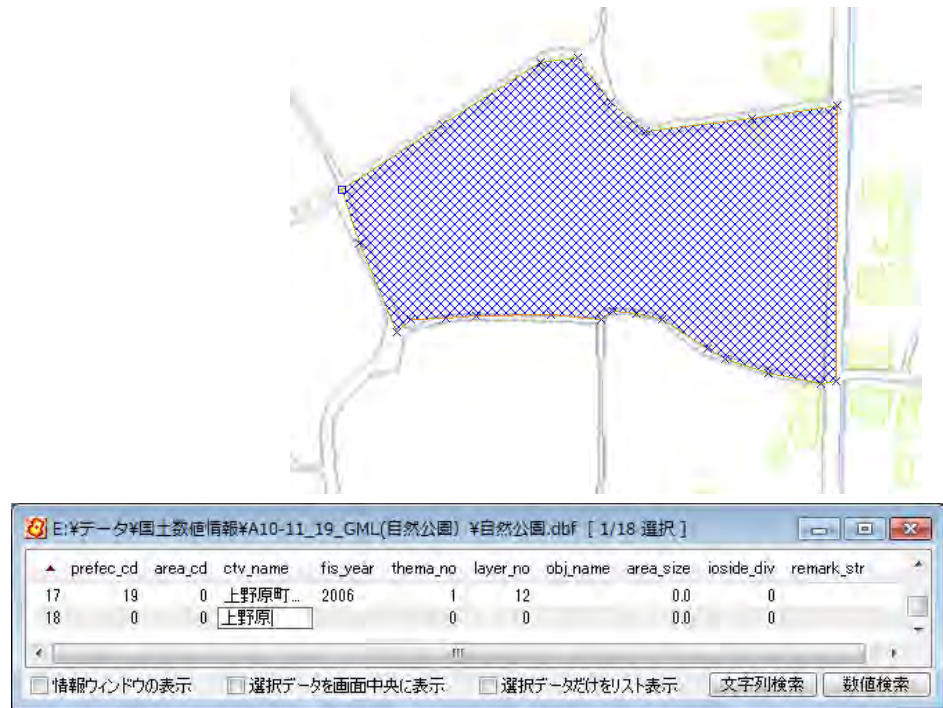 E:¥データ¥国土数値情報¥A10-11_19_GML(自然公園)¥自然公園.dbf [ 1/18 選択 ]
prefec_cd area_cd ctv_name fis_year thema_no layer_no obj_name area_size ioside_div remark_str
17 19 0 上野原町... 2006 1 12 0.0 0
18 0 0 上野原 0 0 0.0 0
情報ウィンドウの表示 選択データを画面中央に表示 選択データだけをリスト表示 文字列検索 数値検索